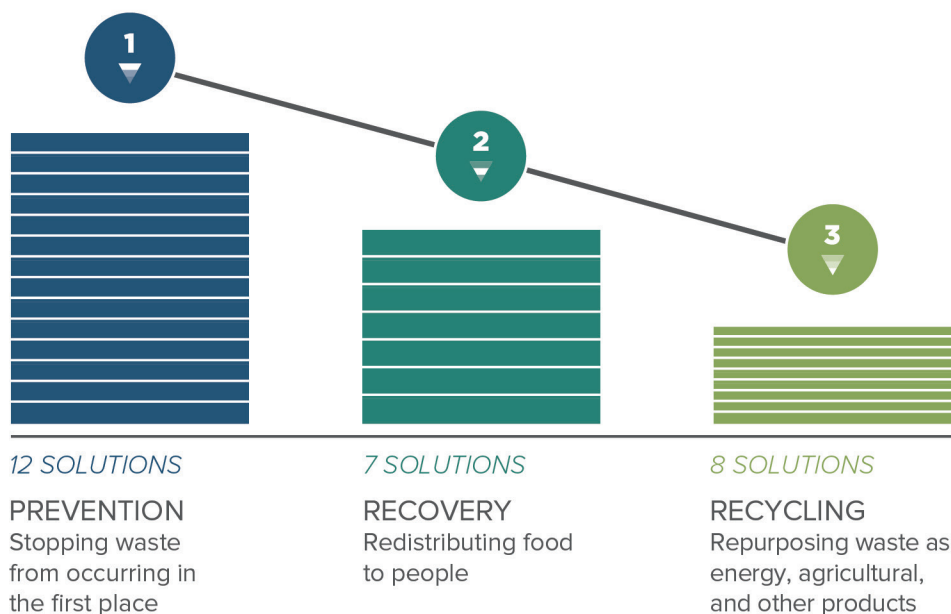 1
2
3
12 SOLUTIONS
PREVENTION
Stopping waste
from occurring in
the first place
7 SOLUTIONS
RECOVERY
Redistributing food
to people
8 SOLUTIONS
RECYCLING
Repurposing waste as
energy, agricultural,
and other products